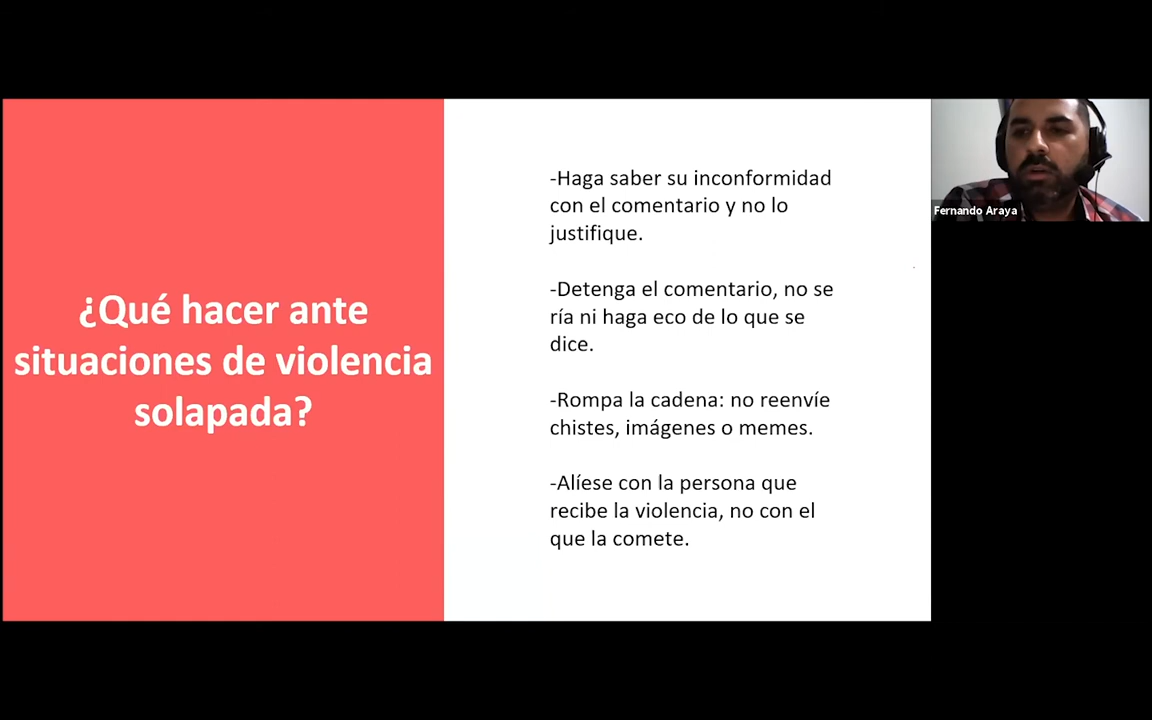 ¿Qué hacer ante
situaciones de violencia
solapada?
-Haga saber su inconformidad
con el comentario y no lo
justifique.
-Detenga el comentario, no se
ría ni haga eco de lo que se
dice.
-Rompa la cadena: no reenvíe
chistes, imágenes o memes.
-Alíese con la persona que
recibe la violencia, no con el
que la comete.
Fernando Araya